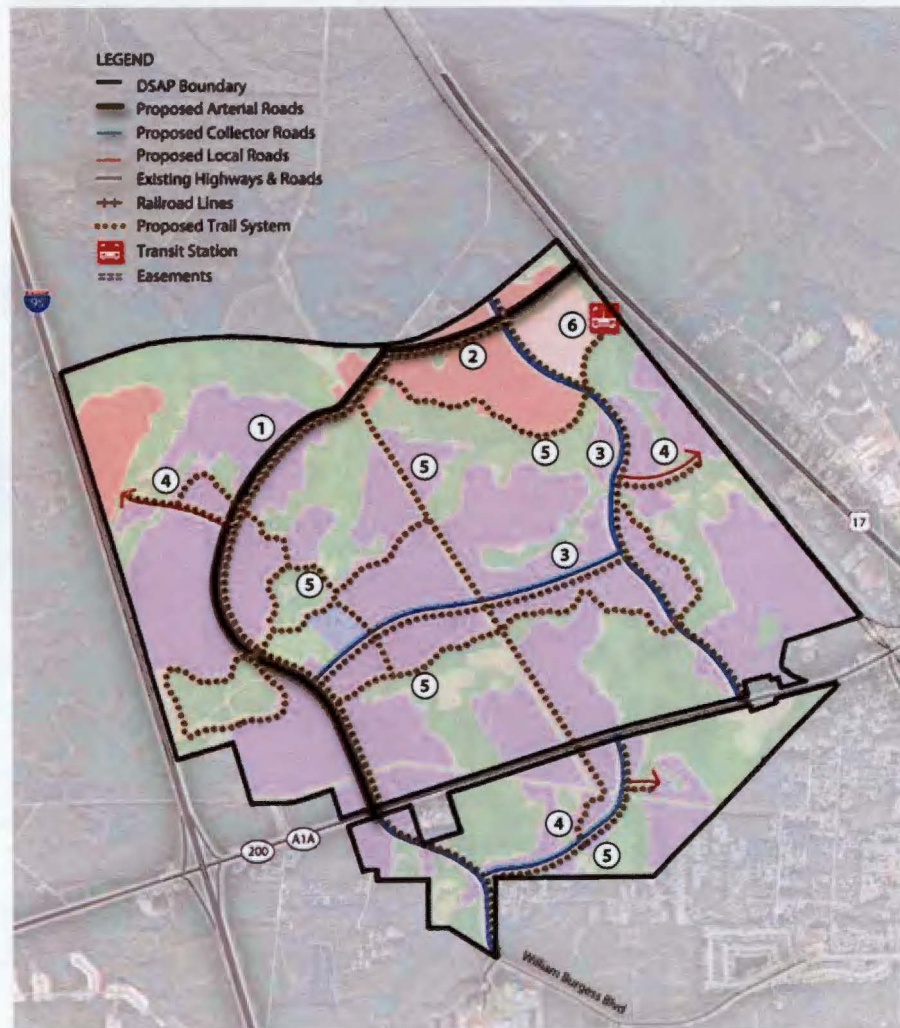 LEGEND
DSAP Boundary
Proposed Arterial Roads
Proposed Collector Roads
Proposed Local Roads
Existing Highways & Roads
Railroad Lines
Proposed Trail System
Transit Station
Easements
95
6
2
1
5
5
3
4
4
17
3
5
5
4
5
200
A1A
William Burgess Blvd